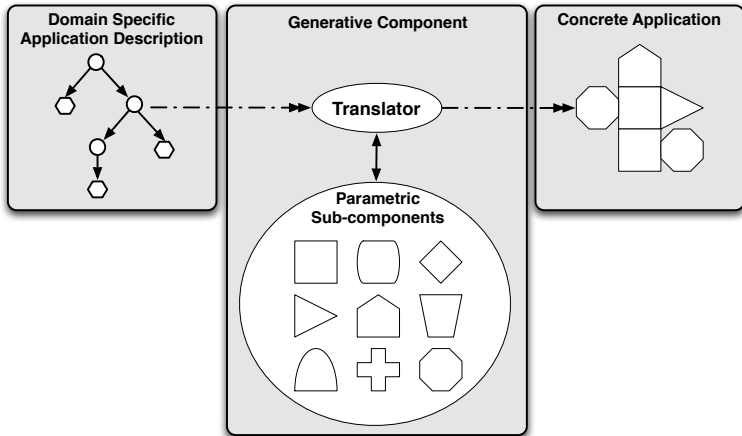 Domain Specific
Application Description
Generative Component
Concrete Application
Translator
Parametric
Sub-components